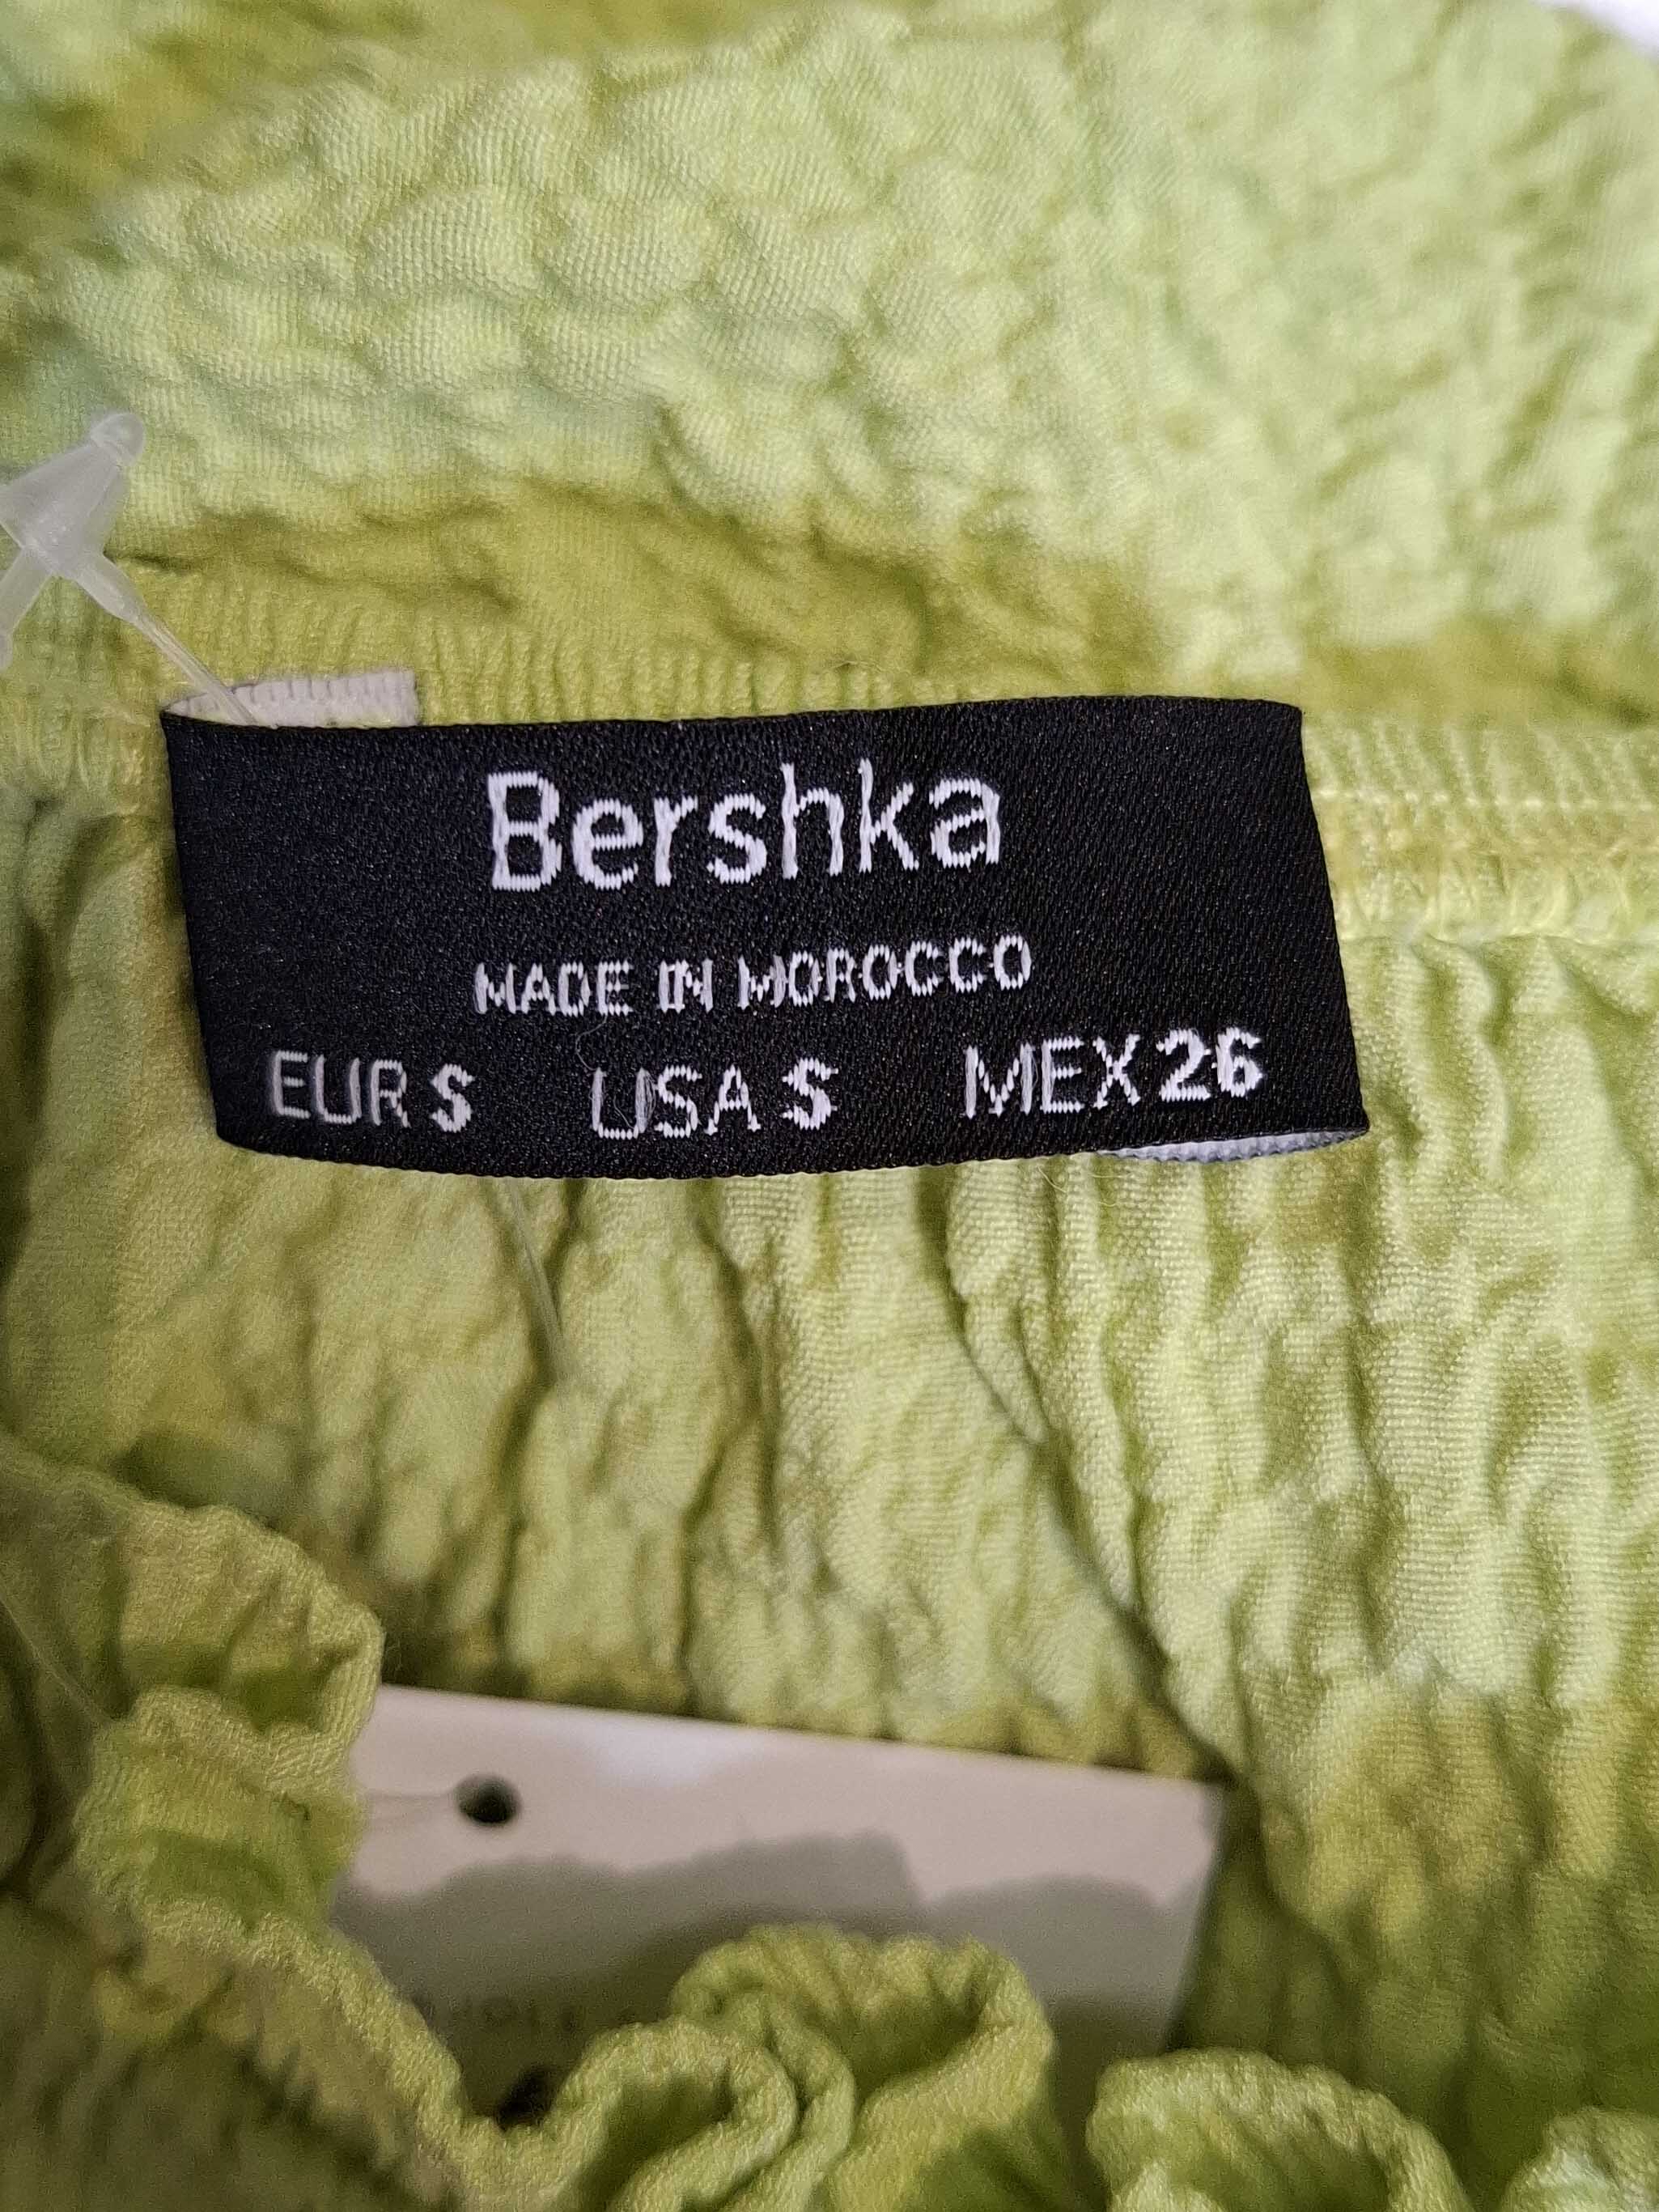 Bershka
MADE IN MOROCCO
EUR S USA S MEX 26